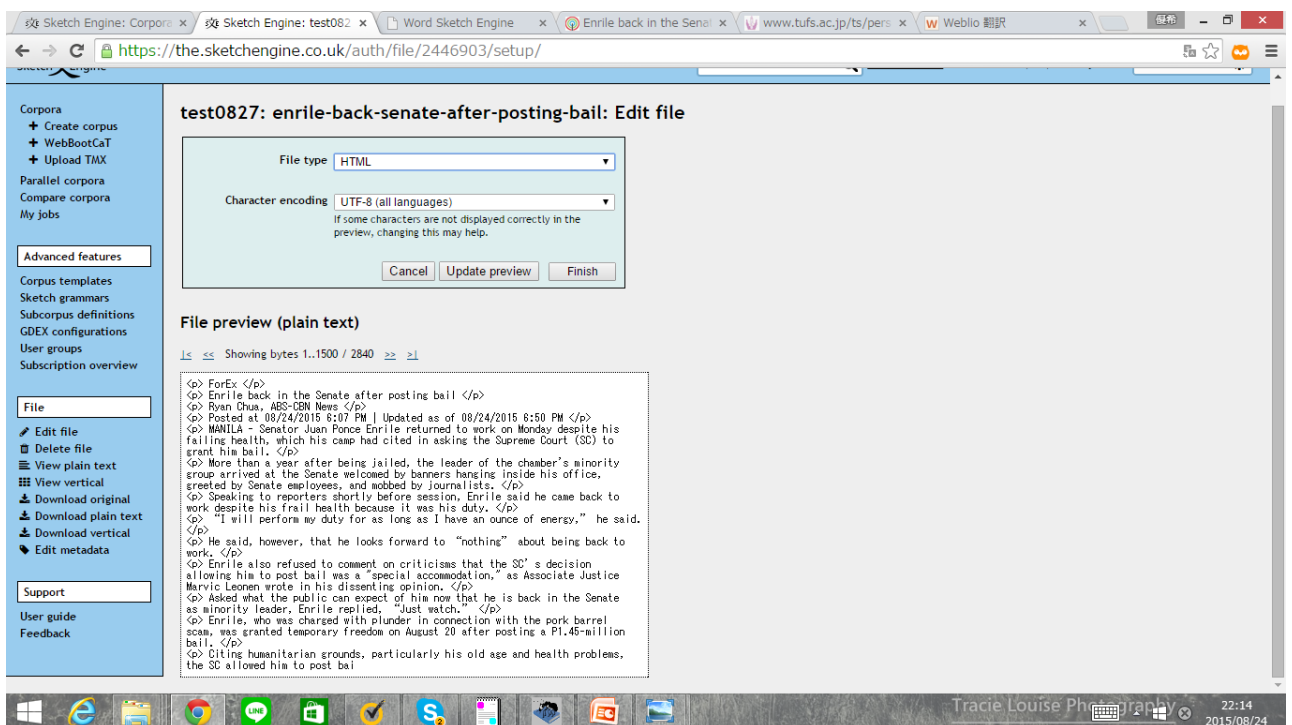 Sketch Engine: Corpora
Sketch Engine: test082
Word Sketch Engine
Enrile back in the Senat
www.tufs.ac.jp/ts/pers
Weblio 翻訳
https://the.sketchengine.co.uk/auth/file/2446903/setup/
Corpora
Create corpus
WebBootCaT
Upload TMX
Parallel corpora
Compare corpora
My jobs
Advanced features
Corpus templates
Sketch grammars
Subcorpus definitions
GDEX configurations
User groups
Subscription overview
File
Edit file
Delete file
View plain text
View vertical
Download original
Download plain text
Download vertical
Edit metadata
Support
User guide
Feedback
test0827: enrile-back-senate-after-posting-bail: Edit file
File type HTML
Character encoding UTF-8 (all languages)
If some characters are not displayed correctly in the
preview, changing this may help.
Cancel Update preview Finish
File preview (plain text)
|< << Showing bytes 1..1500 / 2840 >> >|
<p> ForEx </p>
<p> Enrile back in the Senate after posting bail </p>
<p> Ryan Chua, ABS-CBN News </p>
<p> Posted at 08/24/2015 6:07 PM | Updated as of 08/24/2015 6:50 PM </p>
<p> MANILA - Senator Juan Ponce Enrile returned to work on Monday despite his
failing health, which his camp had cited in asking the Supreme Court (SC) to
grant him bail. </p>
<p> More than a year after being jailed, the leader of the chamber's minority
group arrived at the Senate welcomed by banners hanging inside his office,
greeted by Senate employees, and mobbed by journalists. </p>
<p> Speaking to reporters shortly before session, Enrile said he came back to
work despite his frail health because it was his duty. </p>
<p> “I will perform my duty for as long as I have an ounce of energy,” he said.
</p>
<p> He said, however, that he looks forward to “nothing” about being back to
work. </p>
<p> Enrile also refused to comment on criticisms that the SC’s decision
allowing him to post bail was a "special accommodation," as Associate Justice
Marvic Leonen wrote in his dissenting opinion. </p>
<p> Asked what the public can expect of him now that he is back in the Senate
as minority leader, Enrile replied, “Just watch.” </p>
<p> Enrile, who was charged with plunder in connection with the pork barrel
scam, was granted temporary freedom on August 20 after posting a P1.45-million
bail. </p>
<p> Citing humanitarian grounds, particularly his old age and health problems,
the SC allowed him to post bai
LINE
Tracie Louise Photography
22:14
2015/08/24